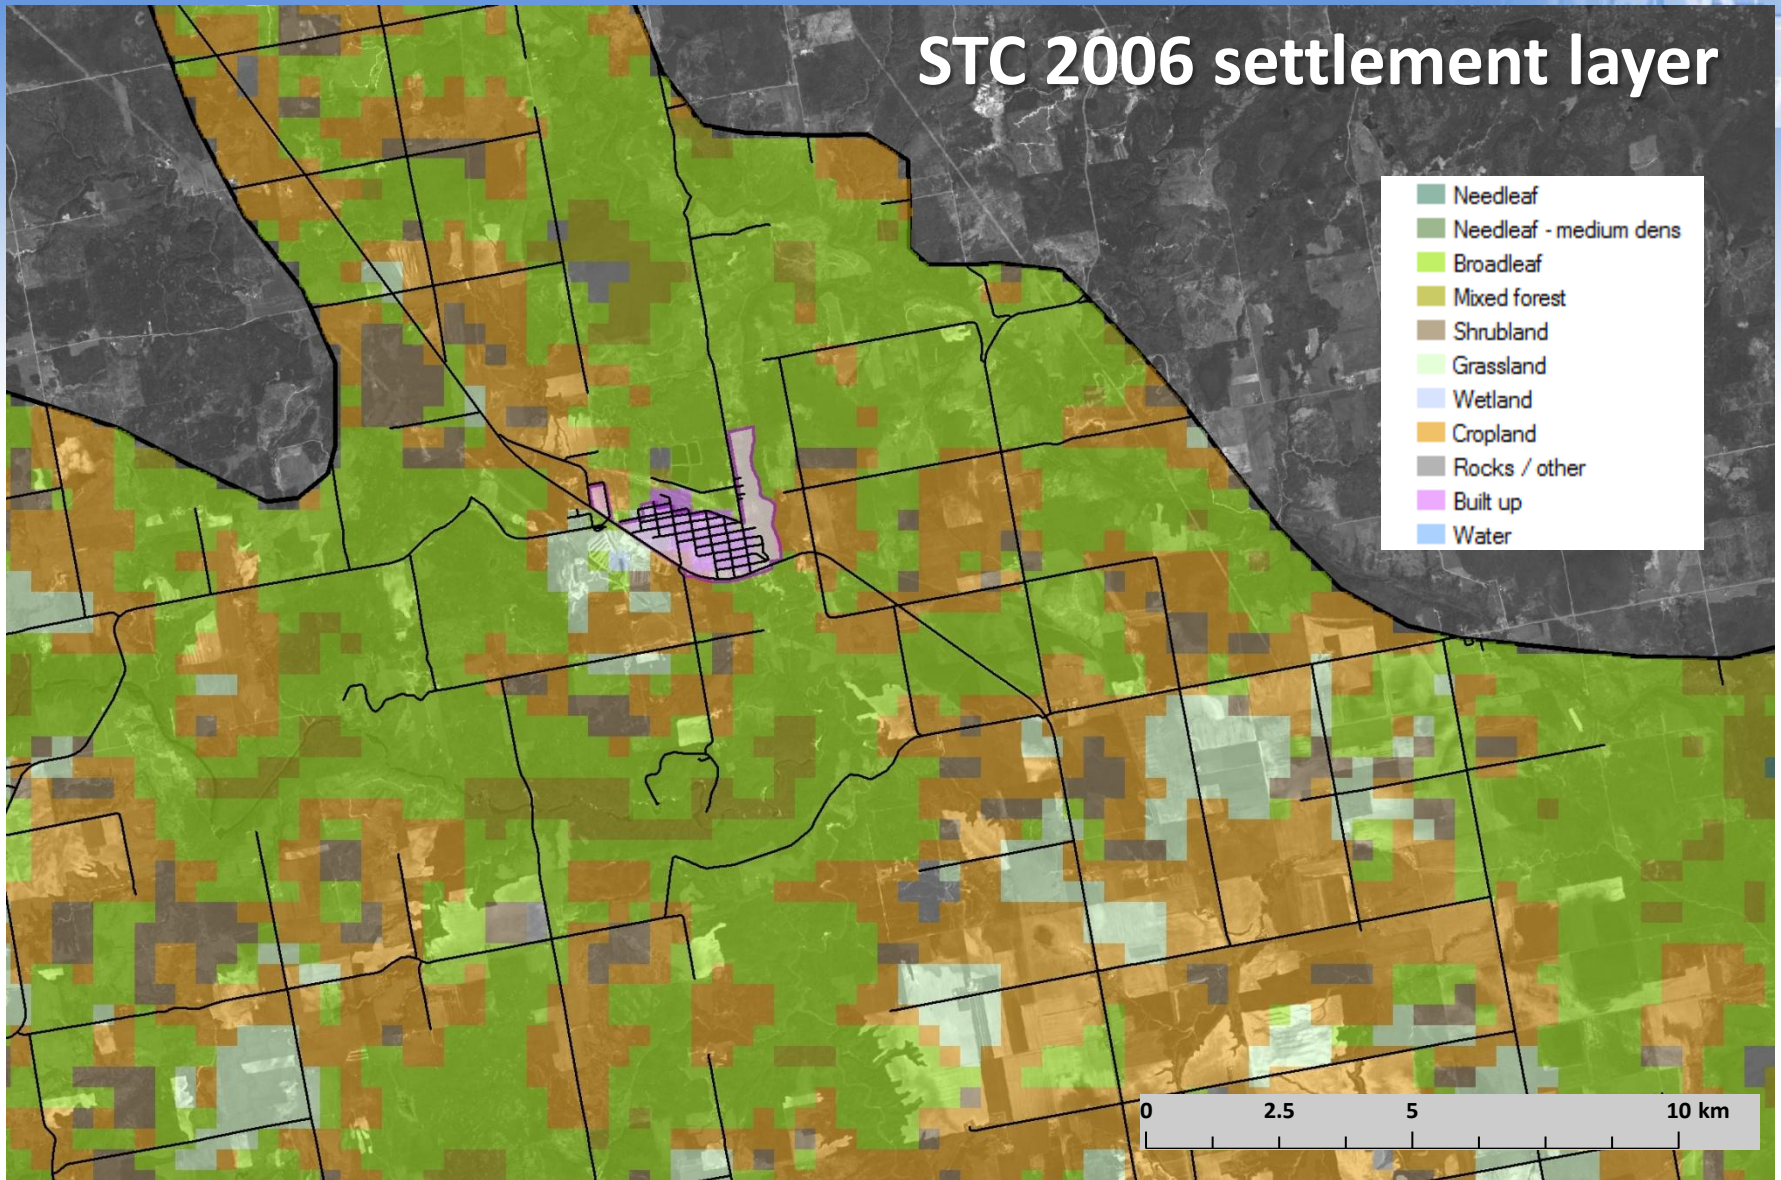 STC 2006 settlement layer
Needleaf
Needleaf - medium dens
Broadleaf
Mixed forest
Shrubland
Grassland
Wetland
Cropland
Rocks / other
Built up
Water
0 2.5 5 10 km